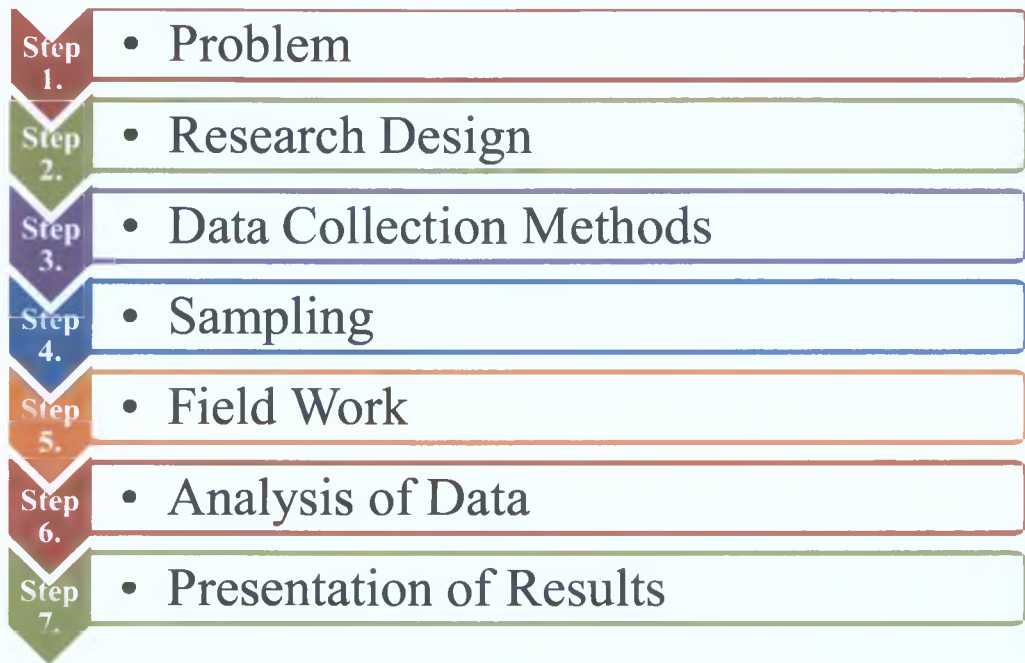 Step 1.
• Problem
Step 2.
• Research Design
Step 3.
• Data Collection Methods
Step 4.
• Sampling
Step 5.
• Field Work
Step 6.
• Analysis of Data
Step 7.
• Presentation of Results